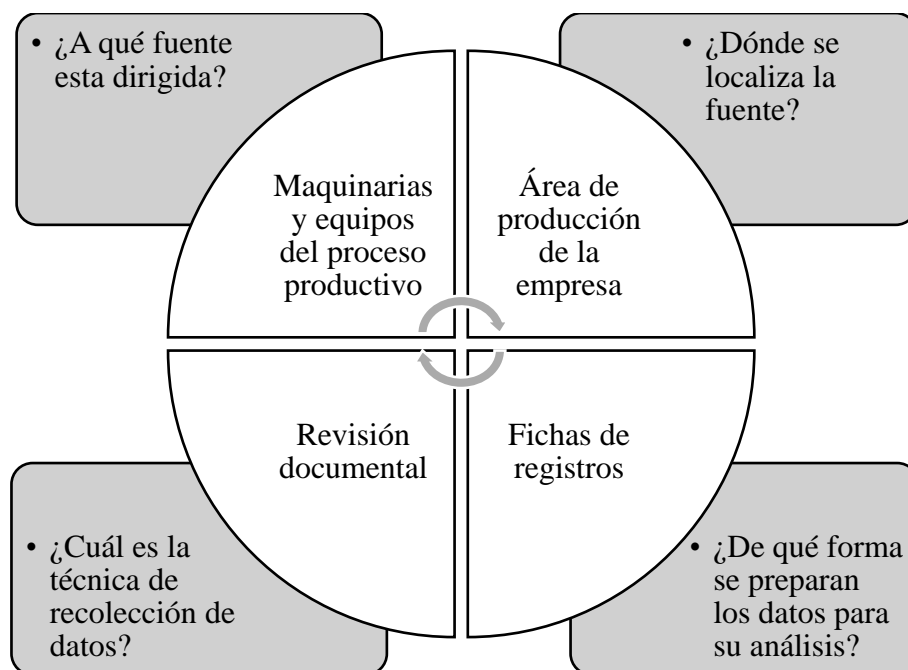 • ¿A qué fuente
esta dirigida?
• ¿Dónde se
localiza la
fuente?
Maquinarias
y equipos
del proceso
productivo
Área de
producción
de la
empresa
Revisión
documental
Fichas de
registros
• ¿Cuál es la
técnica de
recolección de
datos?
• ¿De qué forma
se preparan
los datos para
su análisis?